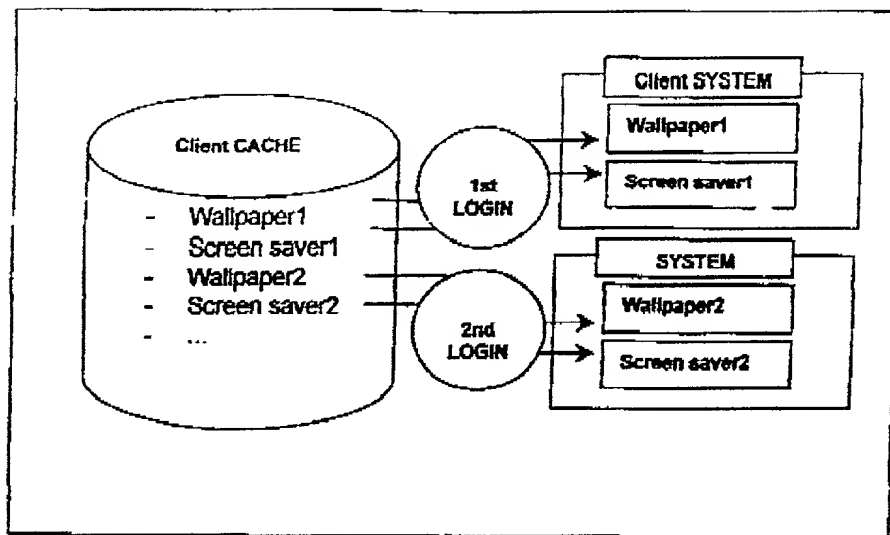 Client CACHE
- Wallpaper1
- Screen saver1
- Wallpaper2
- Screen saver2
- ...
1st
LOGIN
2nd
LOGIN
Client SYSTEM
Wallpaper1
Screen saver1
SYSTEM
Wallpaper2
Screen saver2